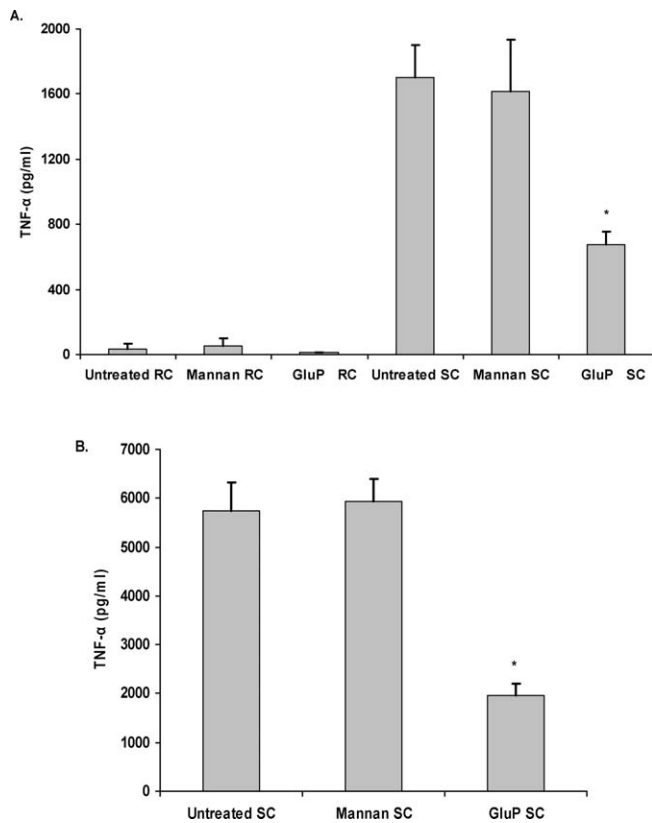 A.
TNF-α (pg/ml)
2000
1600
1200
800
400
0
*
Untreated RC Mannan RC GluP RC Untreated SC Mannan SC GluP SC
B.
TNF-α (pg/ml)
7000
6000
5000
4000
3000
2000
1000
0
*
Untreated SC Mannan SC GluP SC